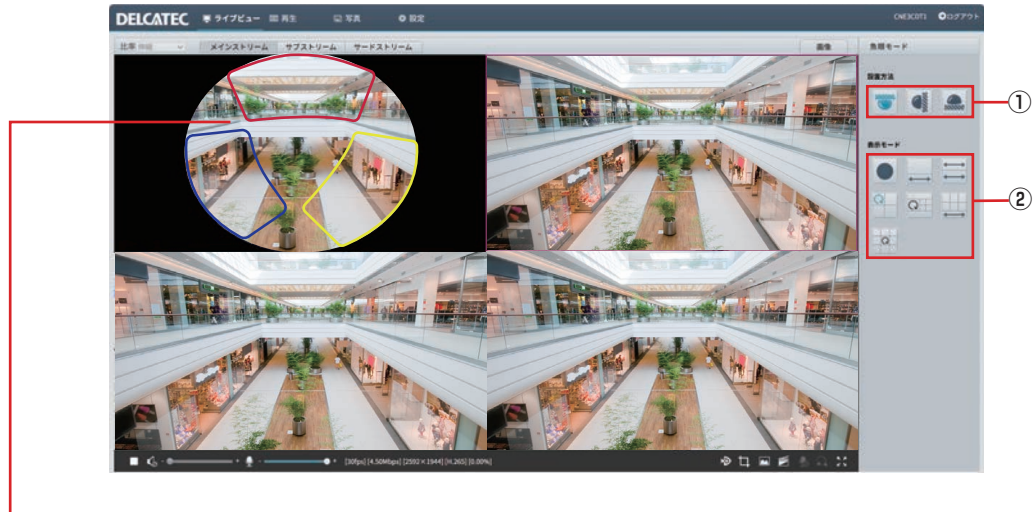 DELCATEC ライブビュー 再生 写真 設定 CNE3C0T1 ログアウト
比率 メインストリーム サブストリーム サードストリーム 画像 魚眼モード
設置方法
①
表示モード
②
[30fps] [4.50Mbps] [2592×1944] [H.265] [0.00%]